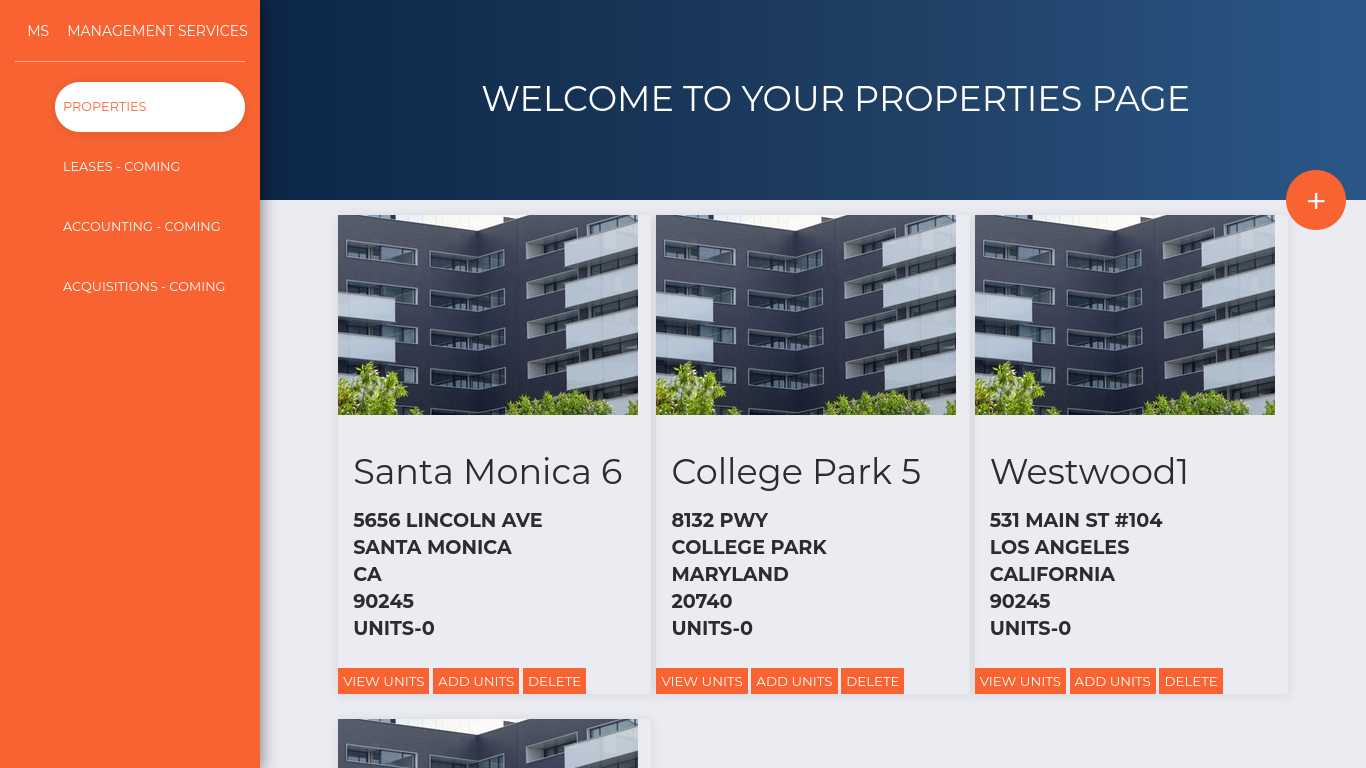 MS MANAGEMENT SERVICES
PROPERTIES
LEASES - COMING
ACCOUNTING - COMING
ACQUISITIONS - COMING
WELCOME TO YOUR PROPERTIES PAGE
+
Santa Monica 6
5656 LINCOLN AVE
SANTA MONICA
CA
90245
UNITS-0
VIEW UNITS ADD UNITS DELETE
College Park 5
8132 PWY
COLLEGE PARK
MARYLAND
20740
UNITS-0
VIEW UNITS ADD UNITS DELETE
Westwood1
531 MAIN ST #104
LOS ANGELES
CALIFORNIA
90245
UNITS-0
VIEW UNITS ADD UNITS DELETE